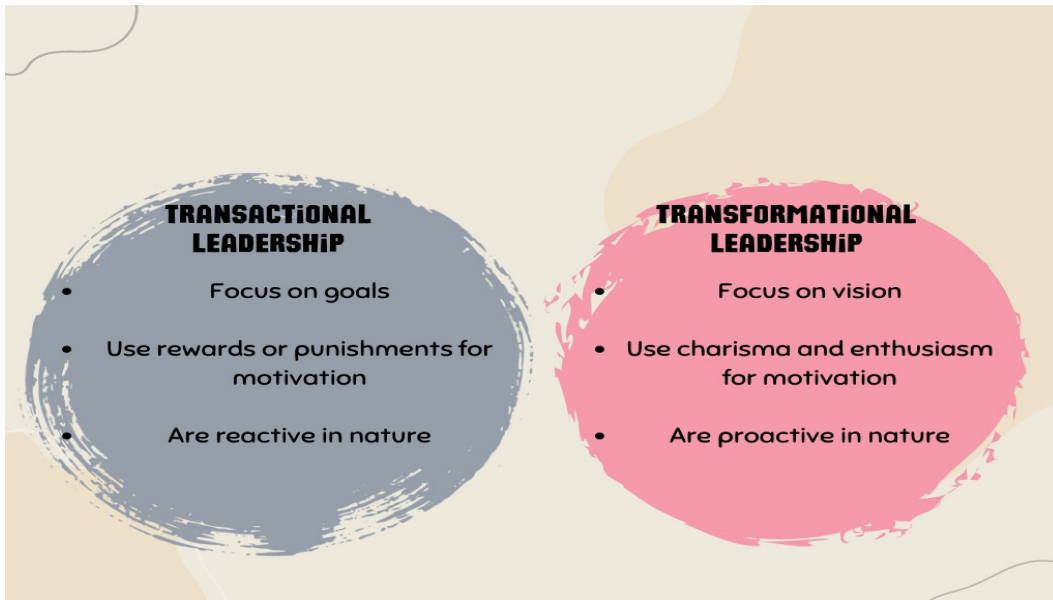 TRANSACTiONAL
LEADERSHiP
• Focus on goals
• Use rewards or punishments for
motivation
• Are reactive in nature
TRANSFORMATiONAL
LEADERSHiP
• Focus on vision
• Use charisma and enthusiasm
for motivation
• Are proactive in nature